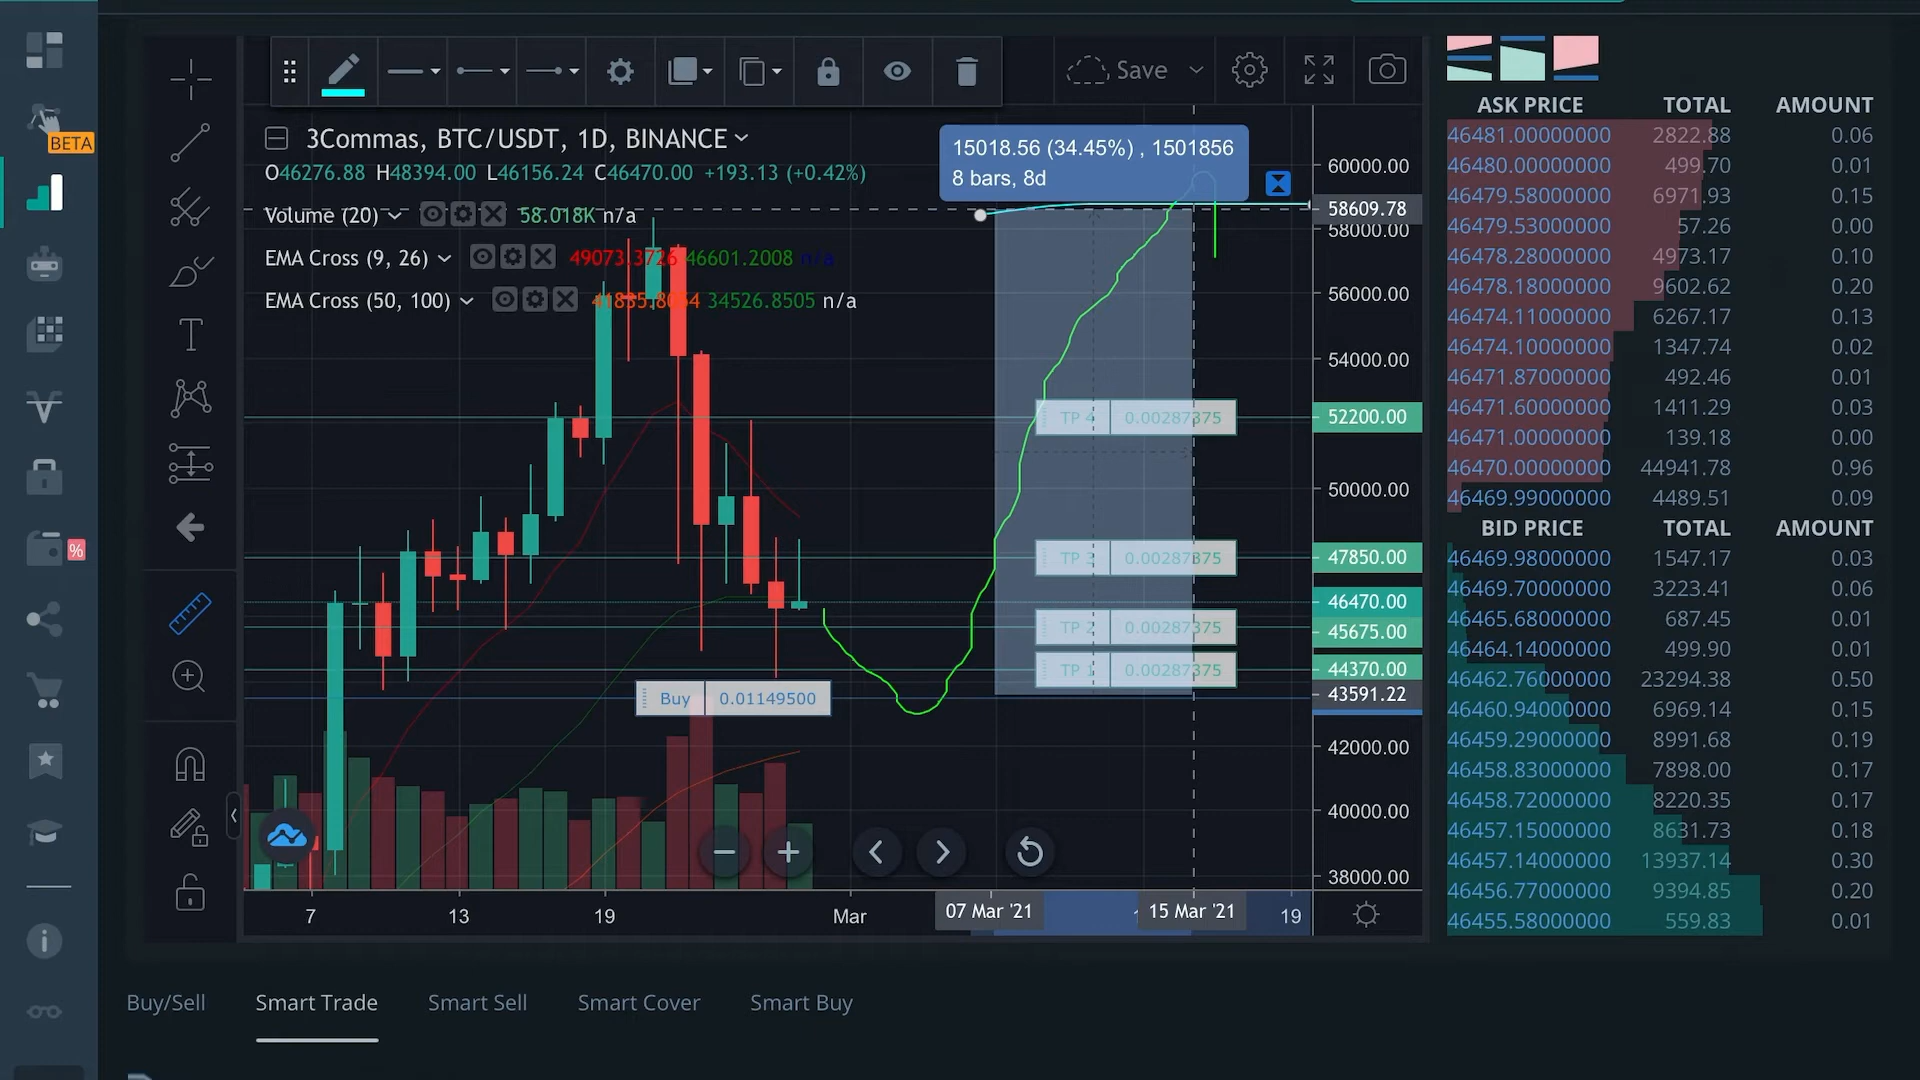 BETA
%
Save
3Commas, BTC/USDT, 1D, BINANCE
O46276.88 H48394.00 L46156.24 C46470.00 +193.13 (+0.42%)
Volume (20) 58.018K n/a
EMA Cross (9, 26) 49073.3726 46601.2008 n/a
EMA Cross (50, 100) 34526.8505 n/a
15018.56 (34.45%) , 1501856
8 bars, 8d
60000.00
58609.78
58000.00
56000.00
54000.00
52200.00
50000.00
47850.00
46470.00
45675.00
44370.00
43591.22
42000.00
40000.00
38000.00
TP 4 0.00287375
TP 3 0.00287375
TP 2 0.00287375
TP 1 0.00287375
Buy 0.01149500
7 13 19 Mar 07 Mar '21 15 Mar '21 19
ASK PRICE TOTAL AMOUNT
46481.00000000 2822.88 0.06
46480.00000000 499.70 0.01
46479.58000000 6971.93 0.15
46479.53000000 57.26 0.00
46478.28000000 4973.17 0.10
46478.18000000 9602.62 0.20
46474.11000000 6267.17 0.13
46474.10000000 1347.74 0.02
46471.87000000 492.46 0.01
46471.60000000 1411.29 0.03
46471.00000000 139.18 0.00
46470.00000000 44941.78 0.96
46469.99000000 4489.51 0.09
BID PRICE TOTAL AMOUNT
46469.98000000 1547.17 0.03
46469.70000000 3223.41 0.06
46465.68000000 687.45 0.01
46464.14000000 499.90 0.01
46462.76000000 23294.38 0.50
46460.94000000 6969.14 0.15
46459.29000000 8991.68 0.19
46458.83000000 7898.00 0.17
46458.72000000 8220.35 0.17
46457.15000000 8631.73 0.18
46457.14000000 13937.14 0.30
46456.77000000 9394.85 0.20
46455.58000000 559.83 0.01
Buy/Sell Smart Trade Smart Sell Smart Cover Smart Buy